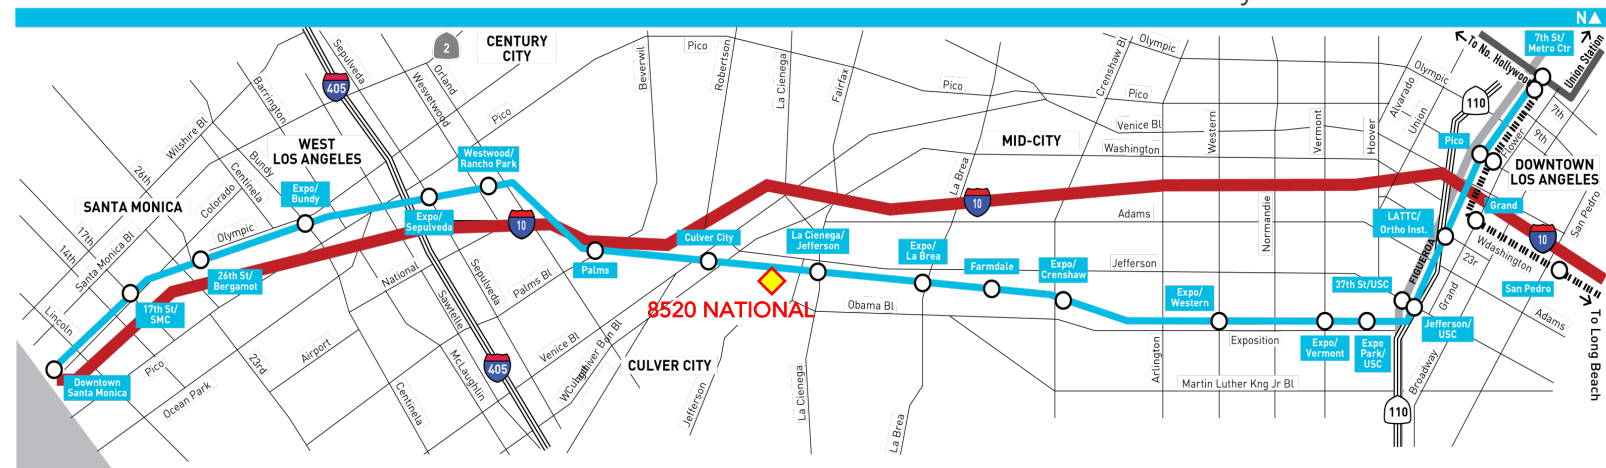 N
7th St/
Metro Ctr
To No. Hollywood
Union Station
2
CENTURY
CITY
405
Sepulveda
Wesvetwood
Orland
Pico
Beverwil
Robertson
La Cienega
Fairfax
Pico
Crenshaw Bl
Olympic
Pico
Olympic
Alvarado
Union
110
7th
9th
Flower
Barrington
Wilshire Bl
26th
WEST
LOS ANGELES
Bundy
Centinela
Colorado
Pico
Westwood/
Rancho Park
MID-CITY
Venice Bl
Washington
Western
Vermont
Hoover
Pico
DOWNTOWN
LOS ANGELES
SANTA MONICA
17th
14th
Santa Monica Bl
Olympic
Expo/
Bundy
Expo/
Sepulveda
10
La Brea
10
Adams
Normandie
LATTC/
Ortho Inst.
Grand
San Pedro
10
Culver City
La Cienega/
Jefferson
Expo/
La Brea
Farmdale
Expo/
Crenshaw
Jefferson
FIGUEROA
Wdashington
23r
Palms
National
Sepulveda
Palms Bl
26th St/
Bergamot
17th St/
SMC
Lincoln
Sawtelle
8520 NATIONAL
Obama Bl
Expo/
Western
37th St/USC
Grand
San Pedro
Adams
To Long Beach
Jefferson/
USC
Downtown
Santa Monica
Pico
23rd
Airport
Ocean Park
McLaughlin
Centinela
405
Venice Bl
CULVER CITY
Jefferson
La Cienega
La Brea
Arlington
Exposition
Expo/
Vermont
Expo
Park/
USC
Martin Luther Kng Jr Bl
Broadway
110